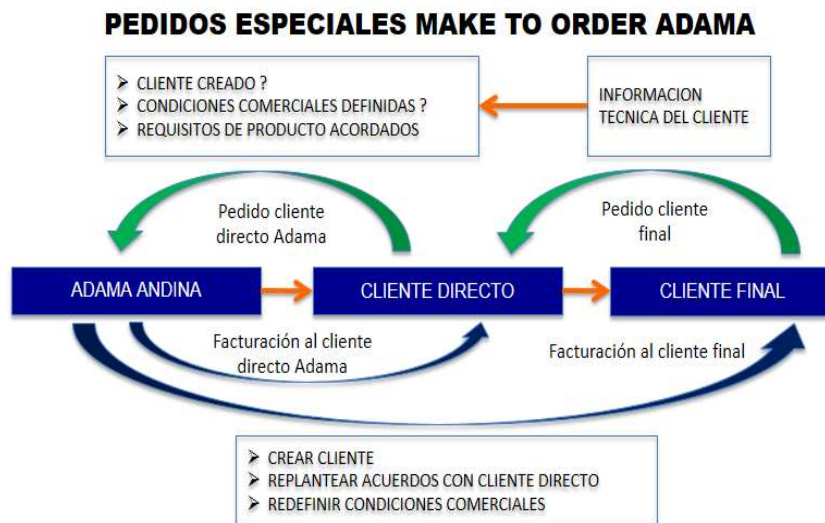 PEDIDOS ESPECIALES MAKE TO ORDER ADAMA
➢ CLIENTE CREADO ?
➢ CONDICIONES COMERCIALES DEFINIDAS ?
➢ REQUISITOS DE PRODUCTO ACORDADOS
INFORMACION
TECNICA DEL CLIENTE
Pedido cliente
directo Adama
Pedido cliente
final
ADAMA ANDINA
CLIENTE DIRECTO
CLIENTE FINAL
Facturación al cliente
directo Adama
Facturación al cliente final
➢ CREAR CLIENTE
➢ REPLANTEAR ACUERDOS CON CLIENTE DIRECTO
➢ REDEFINIR CONDICIONES COMERCIALES